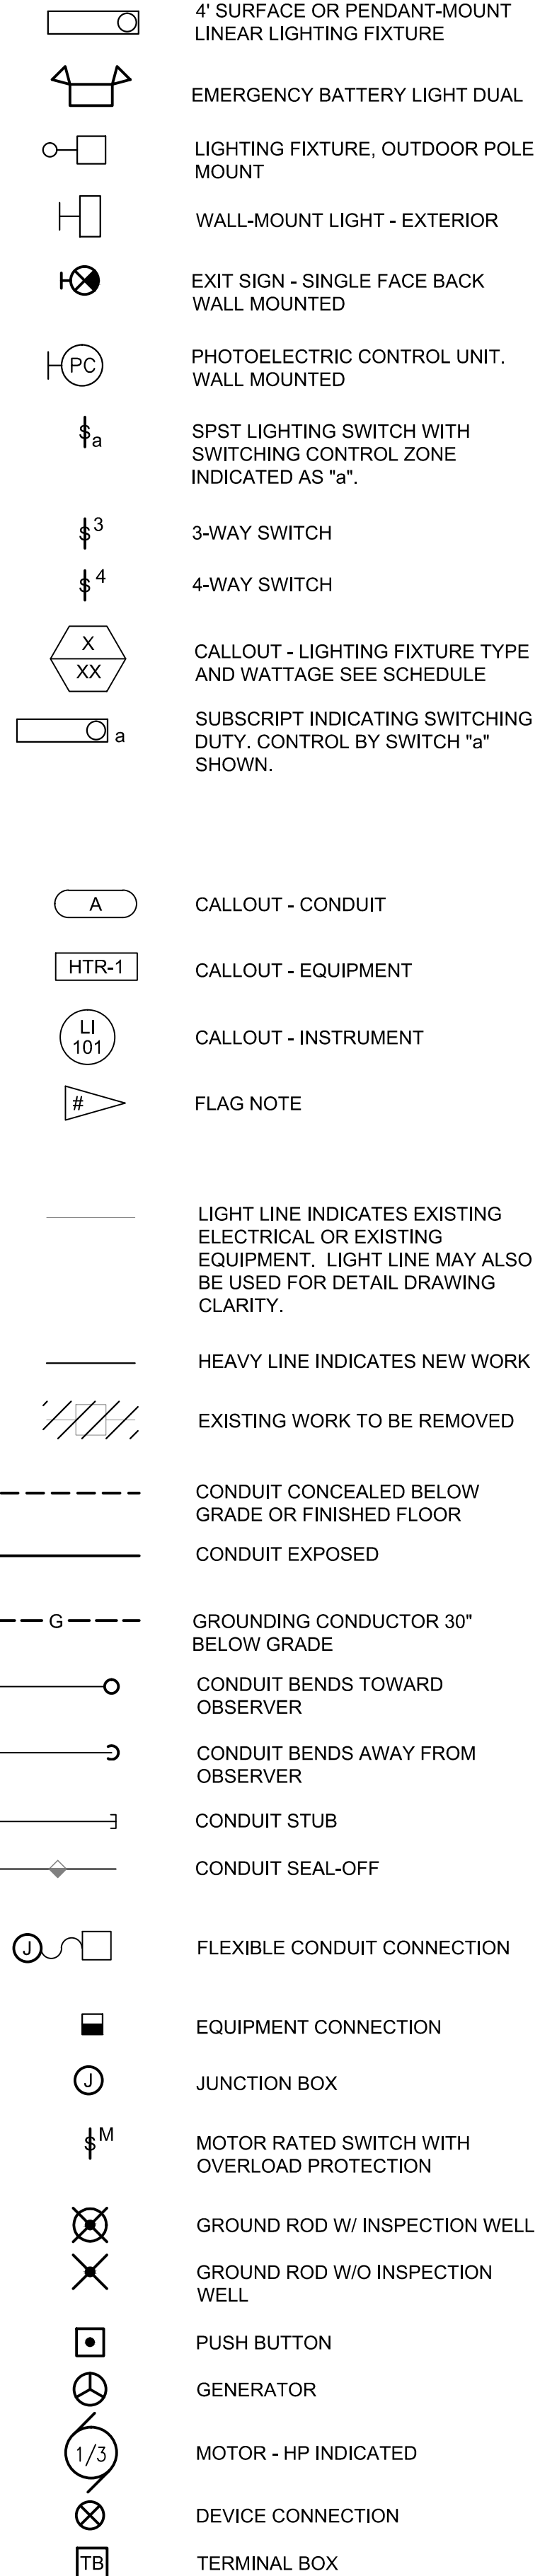 4' SURFACE OR PENDANT-MOUNT
LINEAR LIGHTING FIXTURE
EMERGENCY BATTERY LIGHT DUAL
LIGHTING FIXTURE, OUTDOOR POLE
MOUNT
WALL-MOUNT LIGHT - EXTERIOR
EXIT SIGN - SINGLE FACE BACK
WALL MOUNTED
PC
PHOTOELECTRIC CONTROL UNIT.
WALL MOUNTED
$a
SPST LIGHTING SWITCH WITH
SWITCHING CONTROL ZONE
INDICATED AS "a".
$3
3-WAY SWITCH
$4
4-WAY SWITCH
X
XX
CALLOUT - LIGHTING FIXTURE TYPE
AND WATTAGE SEE SCHEDULE
a
SUBSCRIPT INDICATING SWITCHING
DUTY. CONTROL BY SWITCH "a"
SHOWN.
A
CALLOUT - CONDUIT
HTR-1
CALLOUT - EQUIPMENT
LI
101
CALLOUT - INSTRUMENT
#
FLAG NOTE
LIGHT LINE INDICATES EXISTING
ELECTRICAL OR EXISTING
EQUIPMENT.  LIGHT LINE MAY ALSO
BE USED FOR DETAIL DRAWING
CLARITY.
HEAVY LINE INDICATES NEW WORK
EXISTING WORK TO BE REMOVED
CONDUIT CONCEALED BELOW
GRADE OR FINISHED FLOOR
CONDUIT EXPOSED
G
GROUNDING CONDUCTOR 30"
BELOW GRADE
CONDUIT BENDS TOWARD
OBSERVER
CONDUIT BENDS AWAY FROM
OBSERVER
CONDUIT STUB
CONDUIT SEAL-OFF
J
FLEXIBLE CONDUIT CONNECTION
EQUIPMENT CONNECTION
J
JUNCTION BOX
$M
MOTOR RATED SWITCH WITH
OVERLOAD PROTECTION
GROUND ROD W/ INSPECTION WELL
GROUND ROD W/O INSPECTION
WELL
PUSH BUTTON
GENERATOR
1/3
MOTOR - HP INDICATED
DEVICE CONNECTION
TB
TERMINAL BOX